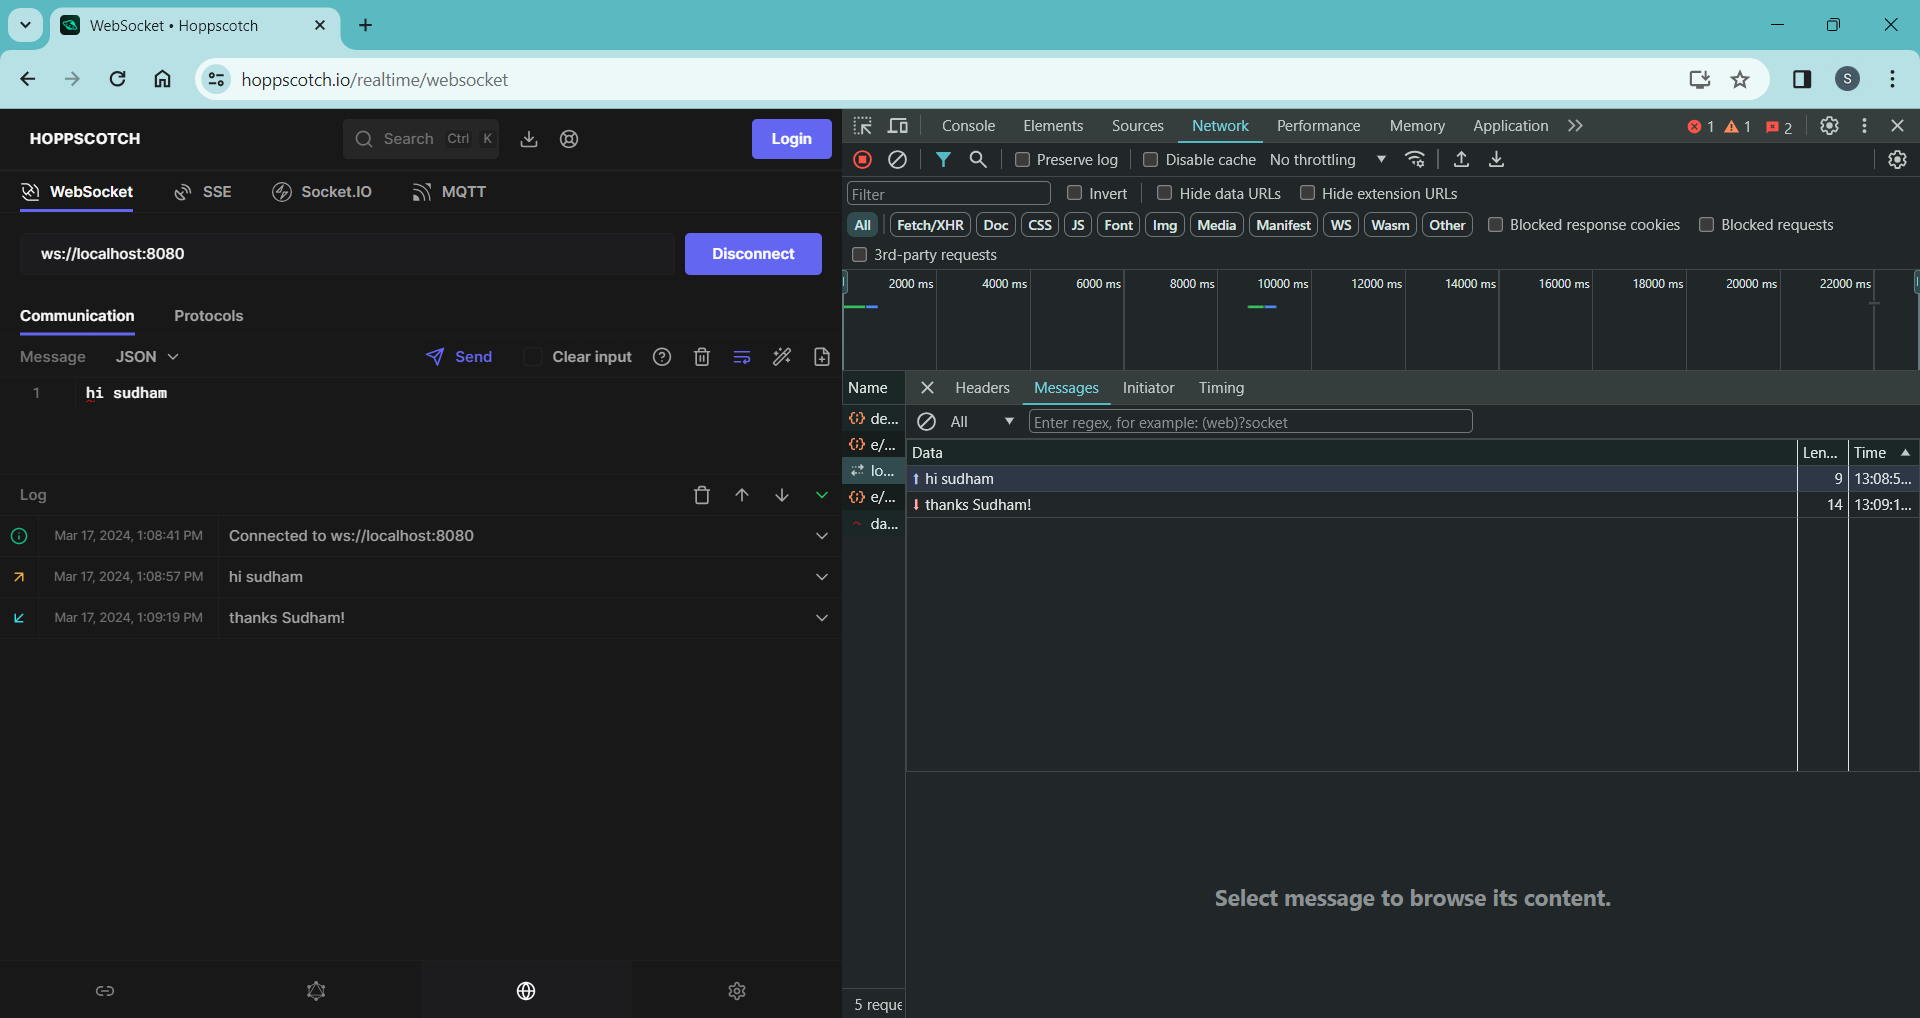 WebSocket • Hoppscotch
hoppscotch.io/realtime/websocket
S
HOPPSCOTCH
Search Ctrl K
Login
WebSocket SSE Socket.IO MQTT
ws://localhost:8080
Disconnect
Communication Protocols
Message JSON Send Clear input
1 hi sudham
Log
Mar 17, 2024, 1:08:41 PM Connected to ws://localhost:8080
Mar 17, 2024, 1:08:57 PM hi sudham
Mar 17, 2024, 1:09:19 PM thanks Sudham!
Console Elements Sources Network Performance Memory Application 1 1 2
Preserve log Disable cache No throttling
Filter Invert Hide data URLs Hide extension URLs
All Fetch/XHR Doc CSS JS Font Img Media Manifest WS Wasm Other Blocked response cookies Blocked requests
3rd-party requests
2000 ms 4000 ms 6000 ms 8000 ms 10000 ms 12000 ms 14000 ms 16000 ms 18000 ms 20000 ms 22000 ms
Name Headers Messages Initiator Timing
de...
e/...
lo...
e/...
da...
All Enter regex, for example: (web)?socket
Data Len... Time
hi sudham 9 13:08:5...
thanks Sudham! 14 13:09:1...
Select message to browse its content.
5 reque